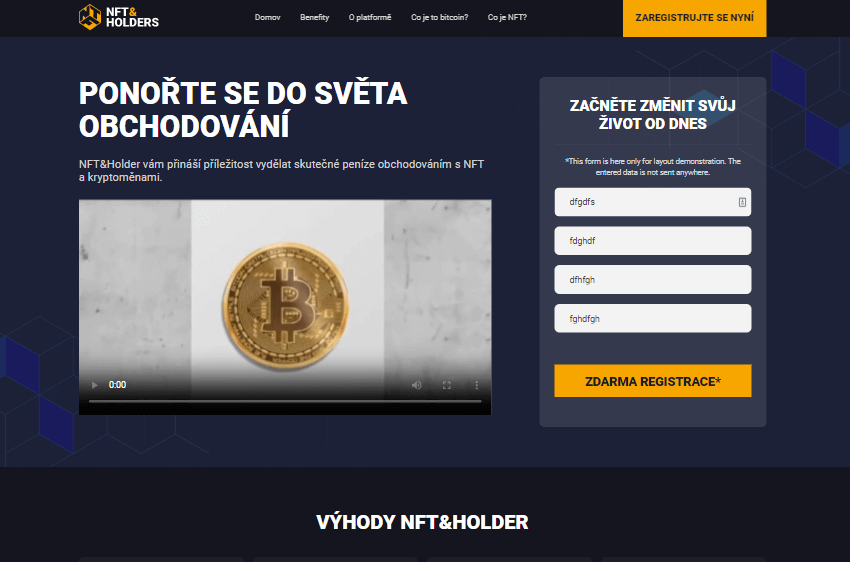 NFT&
HOLDERS
Domov
Benefity
O platformě
Co je to bitcoin?
Co je NFT?
ZAREGISTRUJTE SE NYNÍ
PONOŘTE SE DO SVĚTA
OBCHODOVÁNÍ
NFT&Holder vám přináší příležitost vydělat skutečné peníze obchodováním s NFT
a kryptoměnami.
0:00
ZAČNĚTE ZMĚNIT SVŮJ
ŽIVOT OD DNES
*This form is here only for layout demonstration. The
entered data is not sent anywhere.
dfgdfs
fdghdf
dfhfgh
fghdfgh
ZDARMA REGISTRACE*
VÝHODY NFT&HOLDER